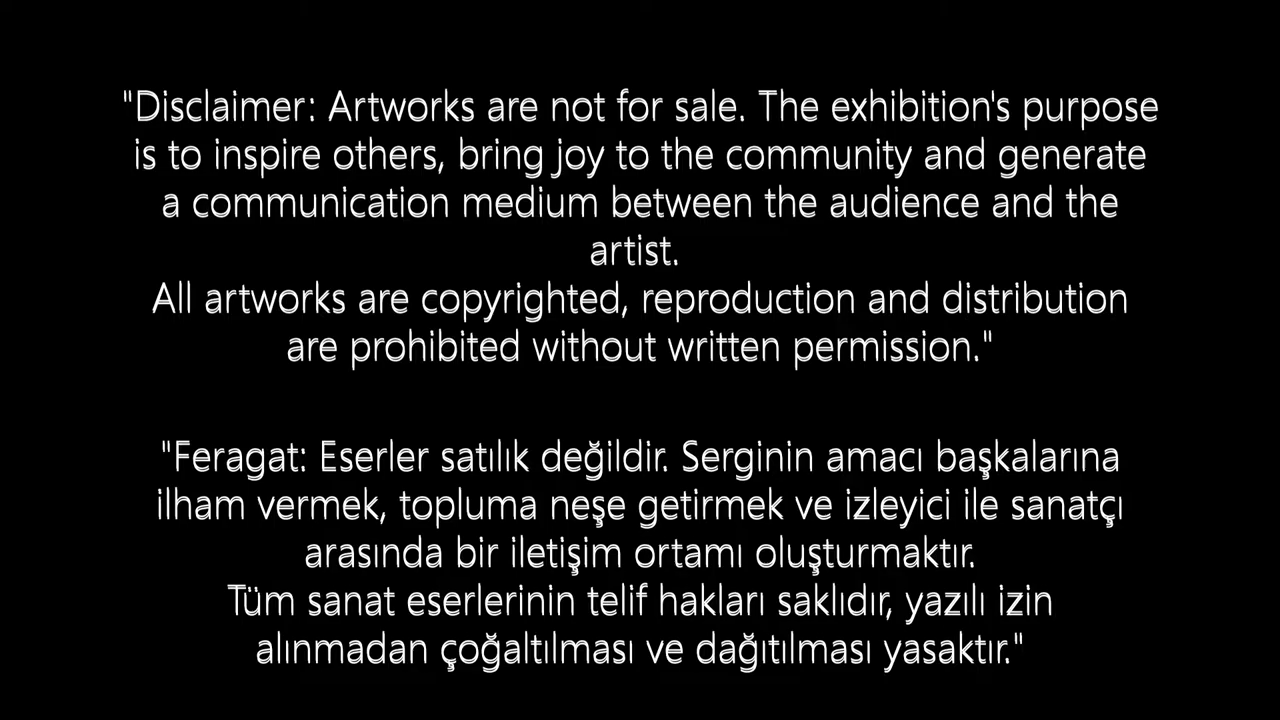 "Disclaimer: Artworks are not for sale. The exhibition's purpose
is to inspire others, bring joy to the community and generate
a communication medium between the audience and the
artist.
All artworks are copyrighted, reproduction and distribution
are prohibited without written permission."
"Feragat: Eserler satılık değildir. Serginin amacı başkalarına
ilham vermek, topluma neşe getirmek ve izleyici ile sanatçı
arasında bir iletişim ortamı oluşturmaktır.
Tüm sanat eserlerinin telif hakları saklıdır, yazılı izin
alınmadan çoğaltılması ve dağıtılması yasaktır."